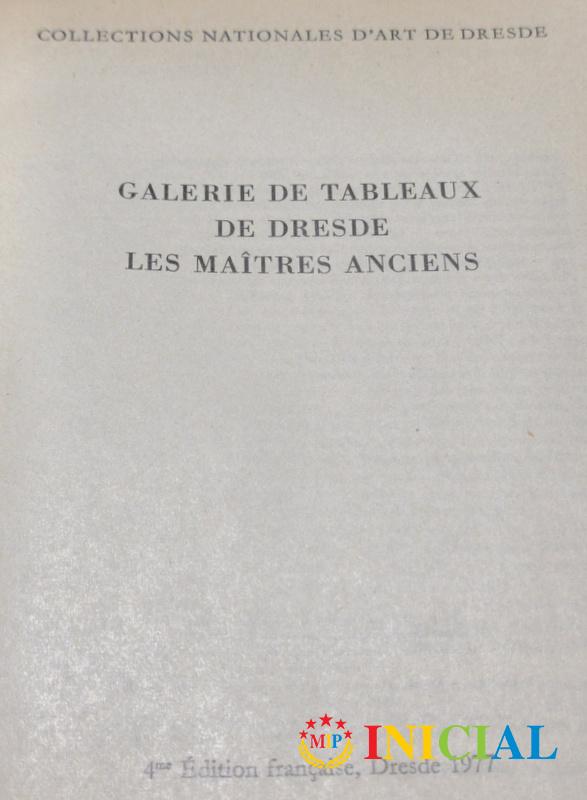 COLLECTIONS NATIONALES D'ART DE DRESDE
GALERIE DE TABLEAUX
DE DRESDE
LES MAÎTRES ANCIENS
MP INICIAL
4me Édition française, Dresde 1977